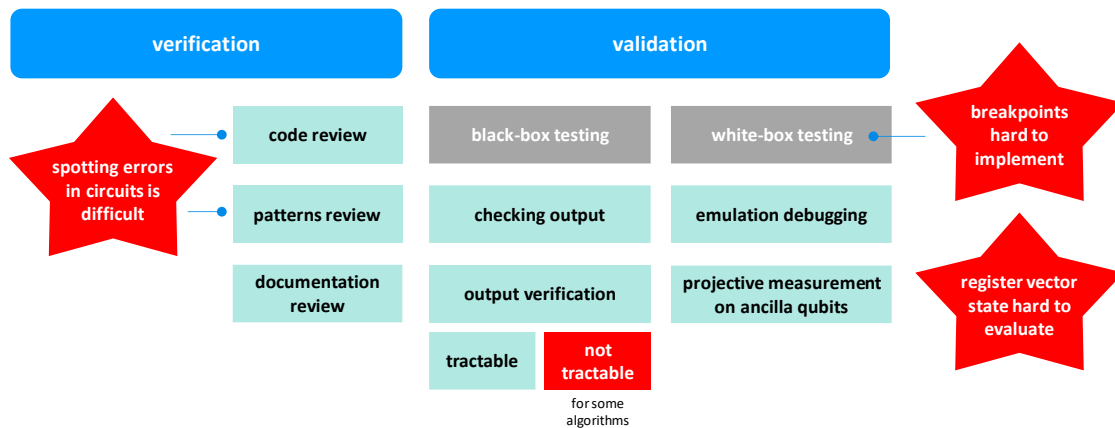 verification
validation
spotting errors
in circuits is
difficult
code review
patterns review
documentation
review
black-box testing
checking output
output verification
tractable
not
tractable
for some
algorithms
white-box testing
emulation debugging
projective measurement
on ancilla qubits
breakpoints
hard to
implement
register vector
state hard to
evaluate